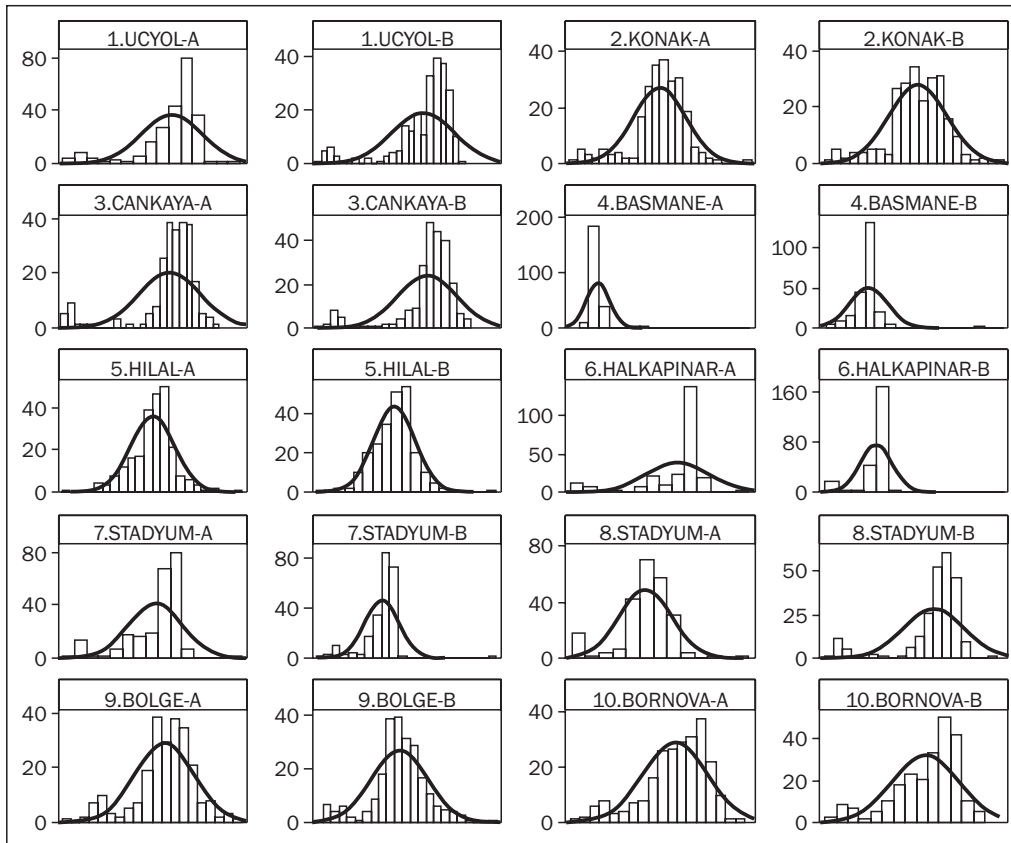 1.UCYOL-A 1.UCYOL-B 2.KONAK-A 2.KONAK-B
80 40 40 40
40 20 20 20
0 0 0 0
3.CANKAYA-A 3.CANKAYA-B 4.BASMANE-A 4.BASMANE-B
40 40 200 100
20 20 100 50
0 0 0 0
5.HILAL-A 5.HILAL-B 6.HALKAPINAR-A 6.HALKAPINAR-B
40 40 100 160
20 20 50 80
0 0 0 0
7.STADYUM-A 7.STADYUM-B 8.STADYUM-A 8.STADYUM-B
80 80 80 50
40 40 40 25
0 0 0 0
9.BOLGE-A 9.BOLGE-B 10.BORNOVA-A 10.BORNOVA-B
40 40 40 40
20 20 20 20
0 0 0 0